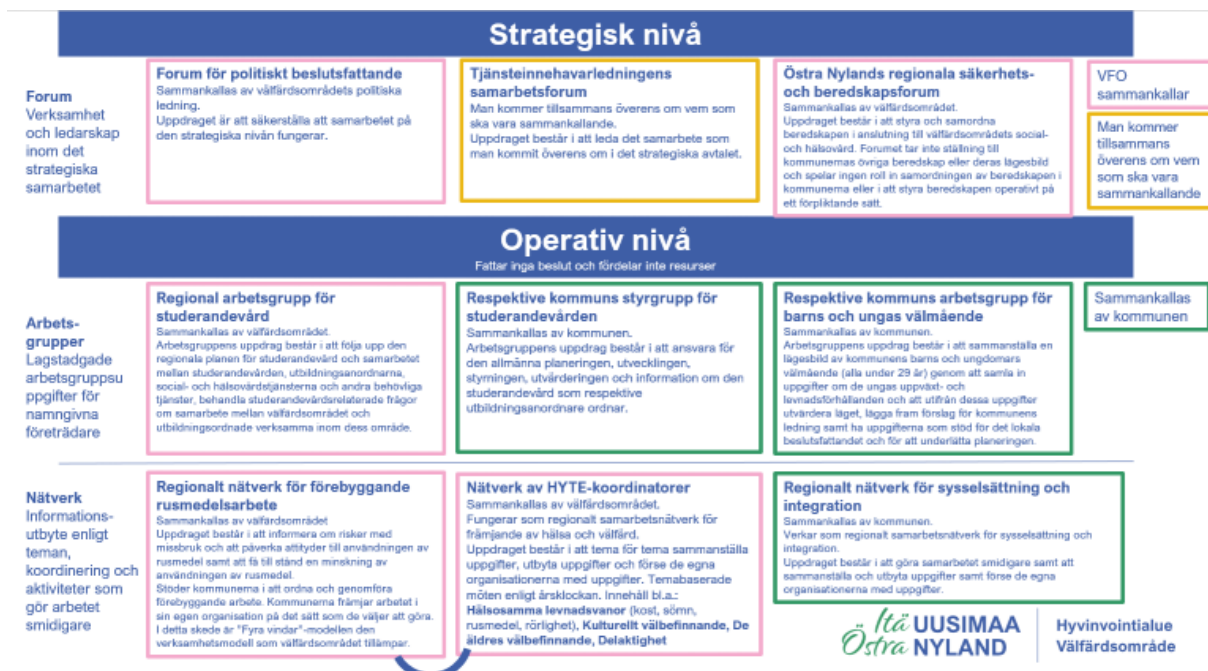 Strategisk nivå
Forum
Verksamhet
och ledarskap
inom det
strategiska
samarbetet
Forum för politiskt beslutsfattande
Sammankallas av välfärdsområdets politiska
ledning.
Uppdraget är att säkerställa att samarbetet på
den strategiska nivån fungerar.
Tjänsteinnehavarledningens
samarbetsforum
Man kommer tillsammans överens om vem som
ska vara sammankallande.
Uppdraget består i att leda det samarbete som
man kommit överens om i det strategiska avtalet.
Östra Nylands regionala säkerhets-
och beredskapsforum
Sammankallas av välfärdsområdet.
Uppdraget består i att styra och samordna
beredskapen i anslutning till välfärdsområdets social-
och hälsovård. Forumet tar inte ställning till
kommunernas övriga beredskap eller deras lägesbild
och spelar ingen roll in samordningen av beredskapen i
kommunerna eller i att styra beredskapen operativt på
ett förpliktande sätt.
VFO
sammankallar
Man kommer
tillsammans
överens om vem
som ska vara
sammankallande
Operativ nivå
Fattar inga beslut och fördelar inte resurser
Arbets-
grupper
Lagstadgade
arbetsgruppsu
ppgifter för
namngivna
företrädare
Regional arbetsgrupp för
studerandevård
Sammankallas av välfärdsområdet.
Arbetsgruppens uppdrag består i att följa upp den
regionala planen för studerandevård och samarbetet
mellan studerandevården, utbildningsanordnarna,
social- och hälsovårdstjänsterna och andra behövliga
tjänster, behandla studerandevårdsrelaterade frågor
om samarbete mellan välfärdsområdet och
utbildningsordnade verksamma inom dess område.
Respektive kommuns styrgrupp för
studerandevården
Sammankallas av kommunen.
Arbetsgruppens uppdrag består i att ansvara för
den allmänna planeringen, utvecklingen,
styrningen, utvärderingen och information om den
studerandevård som respektive
utbildningsanordnare ordnar.
Respektive kommuns arbetsgrupp för
barns och ungas välmående
Sammankallas av kommunen.
Arbetsgruppens uppdrag består i att sammanställa en
lägesbild av kommunens barns och ungdomars
välmående (alla under 29 år) genom att samla in
uppgifter om de ungas uppväxt- och
levnadsförhållanden och att utifrån dessa uppgifter
utvärdera läget, lägga fram förslag för kommunens
ledning samt ha uppgifterna som stöd för det lokala
beslutsfattandet och för att underlätta planeringen.
Sammankallas
av kommunen
Nätverk
Informations-
utbyte enligt
teman,
koordinering och
aktiviteter som
gör arbetet
smidigare
Regionalt nätverk för förebyggande
rusmedelsarbete
Sammankallas av välfärdsområdet
Uppdraget består i att informera om risker med
missbruk och att påverka attityder till användningen av
rusmedel samt att få till stånd en minskning av
användningen av rusmedel.
Stöder kommunerna i att ordna och genomföra
förebyggande arbete. Kommunerna främjar arbetet i
sin egen organisation på det sätt som de väljer att göra.
I detta skede är "Fyra vindar"-modellen den
verksamhetsmodell som välfärdsområdet tillämpar.
Nätverk av HYTE-koordinatorer
Sammankallas av välfärdsområdet.
Fungerar som regionalt samarbetsnätverk för
främjande av hälsa och välfärd.
Uppdraget består i att tema för tema sammanställa
uppgifter, utbyta uppgifter och förse de egna
organisationerna med uppgifter. Temabaserade
möten enligt årsklockan. Innehåll bl.a.:
Hälsosamma levnadsvanor (kost, sömn,
rusmedel, rörlighet), Kulturellt välbefinnande, De
äldres välbefinnande, Delaktighet
Regionalt nätverk för sysselsättning och
integration
Sammankallas av kommunen.
Verkar som regionalt samarbetsnätverk för sysselsättning och
integration.
Uppdraget består i att göra samarbetet smidigare samt att
sammanställa och utbyta uppgifter samt förse de egna
organisationerna med uppgifter.
Itä UUSIMAA
Östra NYLAND
Hyvinvointialue
Välfärdsområde